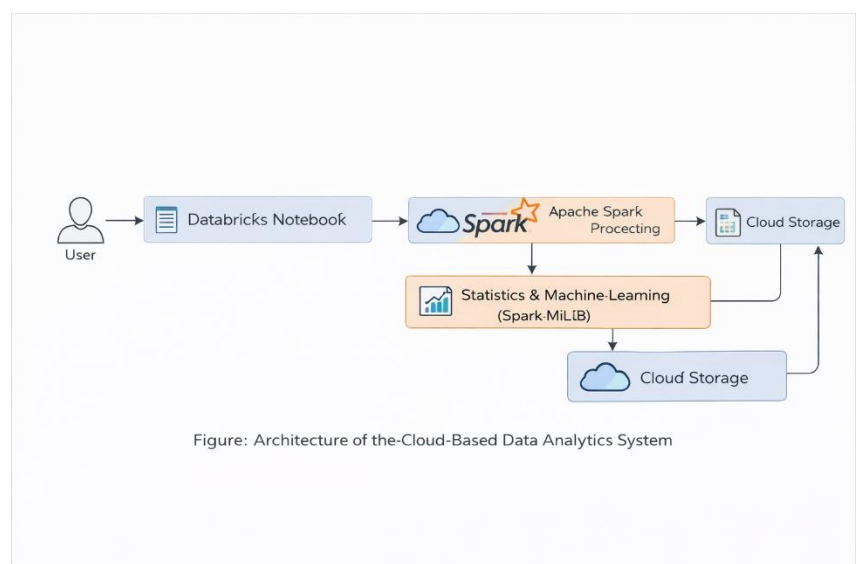 User
Databricks Notebook
Spark
Apache Spark
Procecting
Cloud Storage
Statistics & Machine-Learning
(Spark-MiLIB)
Cloud Storage
Figure: Architecture of the-Cloud-Based Data Analytics System